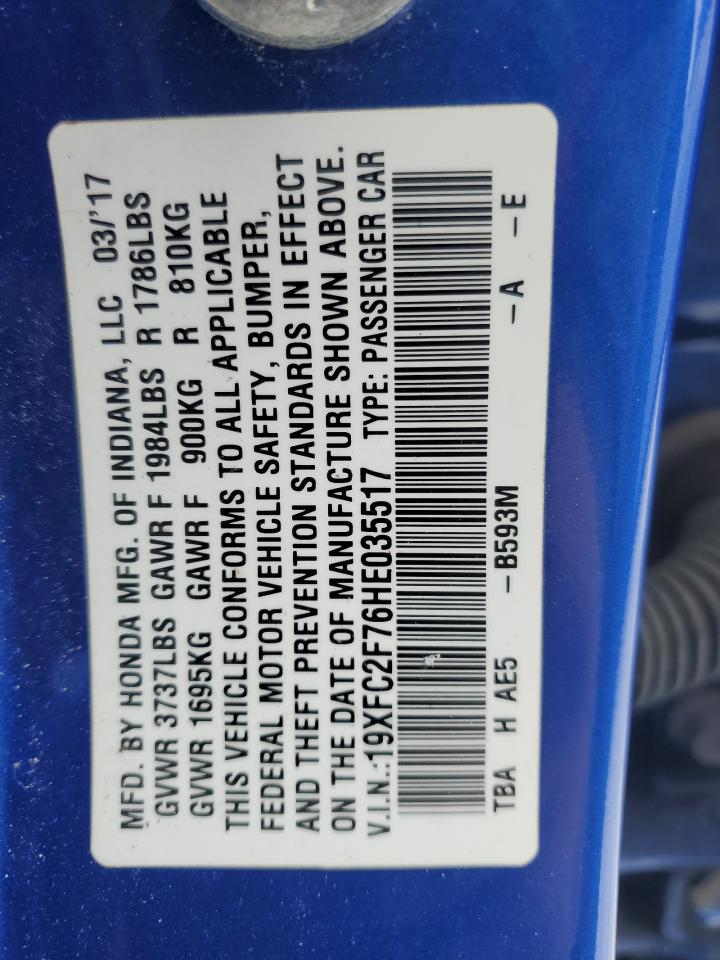 MFD. BY HONDA MFG. OF INDIANA, LLC 03/'17
GVWR 3737LBS GAWR F 1984LBS R 1786LBS
GVWR 1695KG GAWR F 900KG R 810KG
THIS VEHICLE CONFORMS TO ALL APPLICABLE
FEDERAL MOTOR VEHICLE SAFETY, BUMPER,
AND THEFT PREVENTION STANDARDS IN EFFECT
ON THE DATE OF MANUFACTURE SHOWN ABOVE.
V.I.N.:19XFC2F76HE035517 TYPE: PASSENGER CAR
TBA H AE5 -B593M -A -E